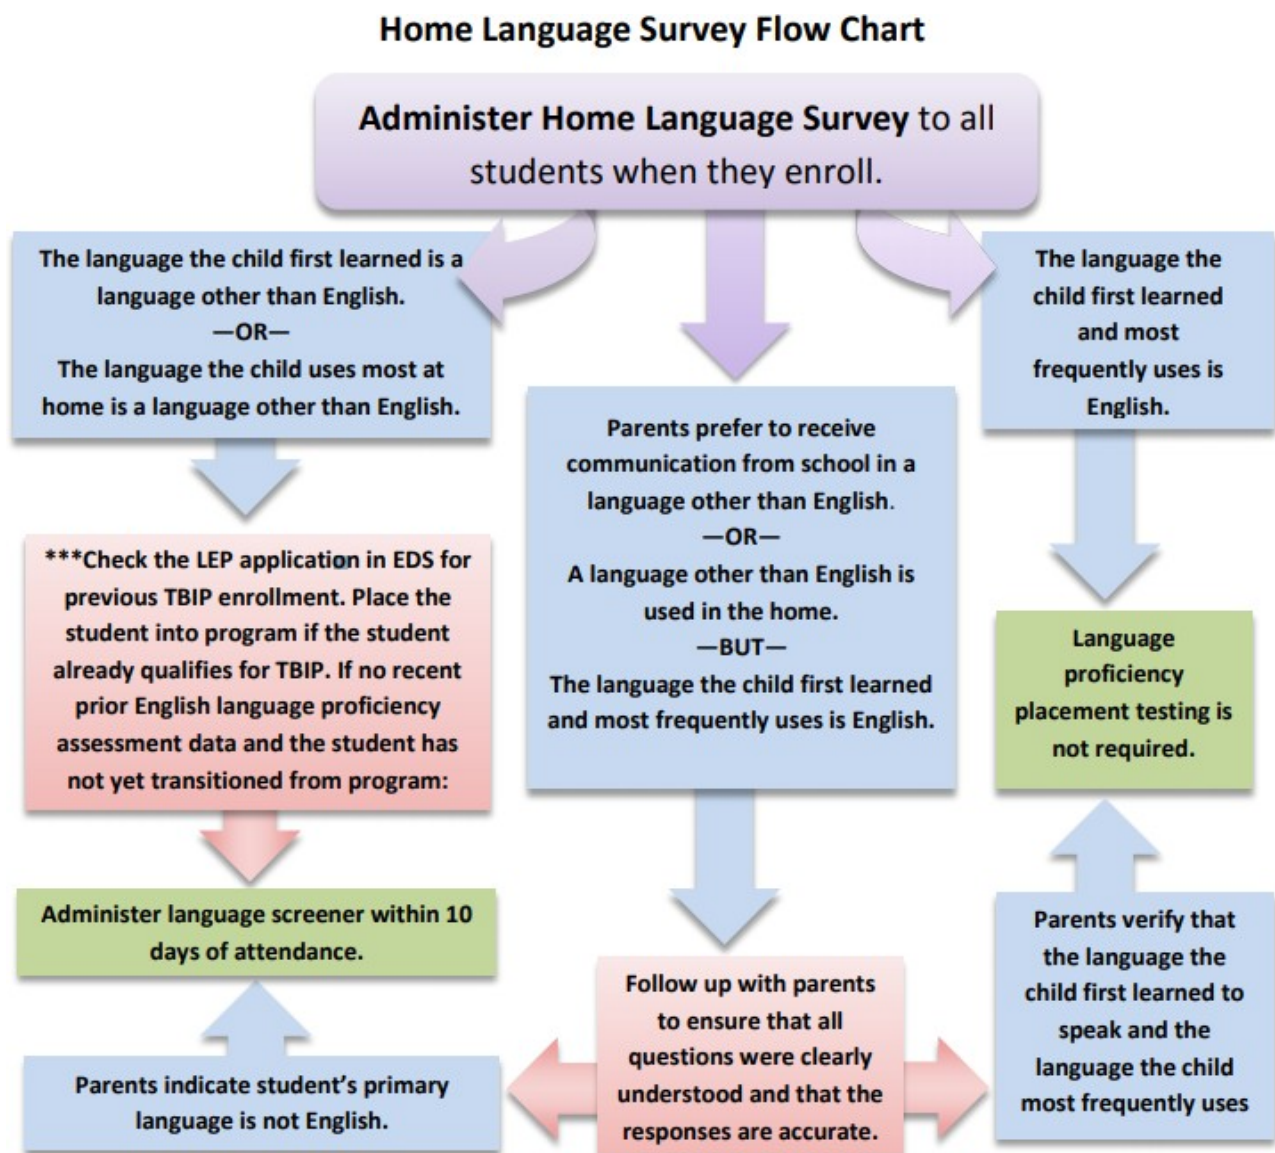 Home Language Survey Flow Chart
Administer Home Language Survey to all
students when they enroll.
The language the child first learned is a
language other than English.
—OR—
The language the child uses most at
home is a language other than English.
***Check the LEP application in EDS for
previous TBIP enrollment. Place the
student into program if the student
already qualifies for TBIP. If no recent
prior English language proficiency
assessment data and the student has
not yet transitioned from program:
Administer language screener within 10
days of attendance.
Parents indicate student’s primary
language is not English.
Parents prefer to receive
communication from school in a
language other than English.
—OR—
A language other than English is
used in the home.
—BUT—
The language the child first learned
and most frequently uses is English.
Follow up with parents
to ensure that all
questions were clearly
understood and that the
responses are accurate.
The language the
child first learned
and most
frequently uses is
English.
Language
proficiency
placement testing is
not required.
Parents verify that
the language the
child first learned to
speak and the
language the child
most frequently uses